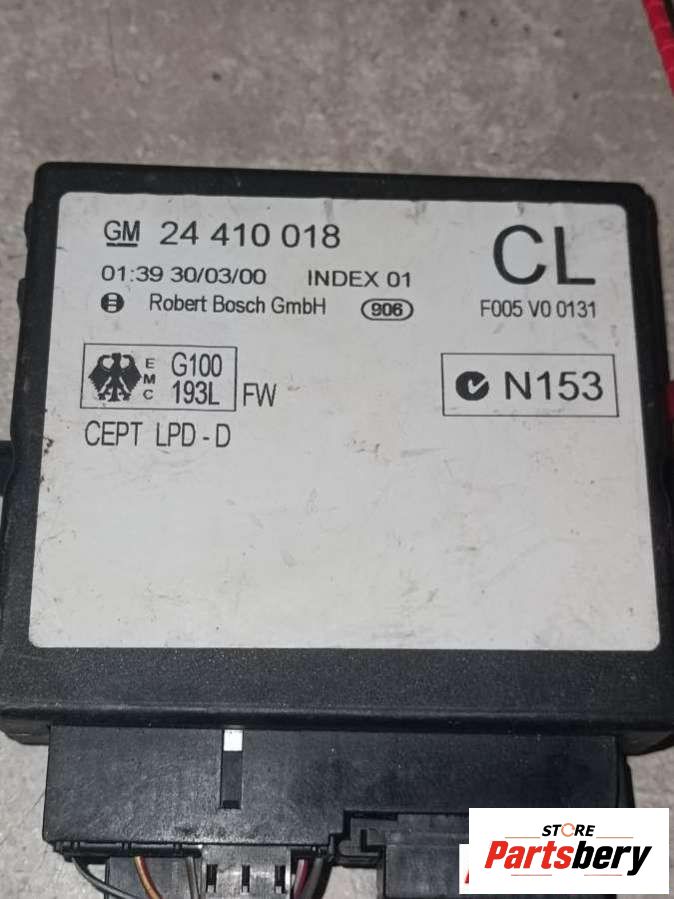 GM 24 410 018 CL
01:39 30/03/00 INDEX 01
Robert Bosch GmbH 906 F005 V0 0131
E M C G100 193L FW N153
CEPT LPD - D
STORE
Partsbery